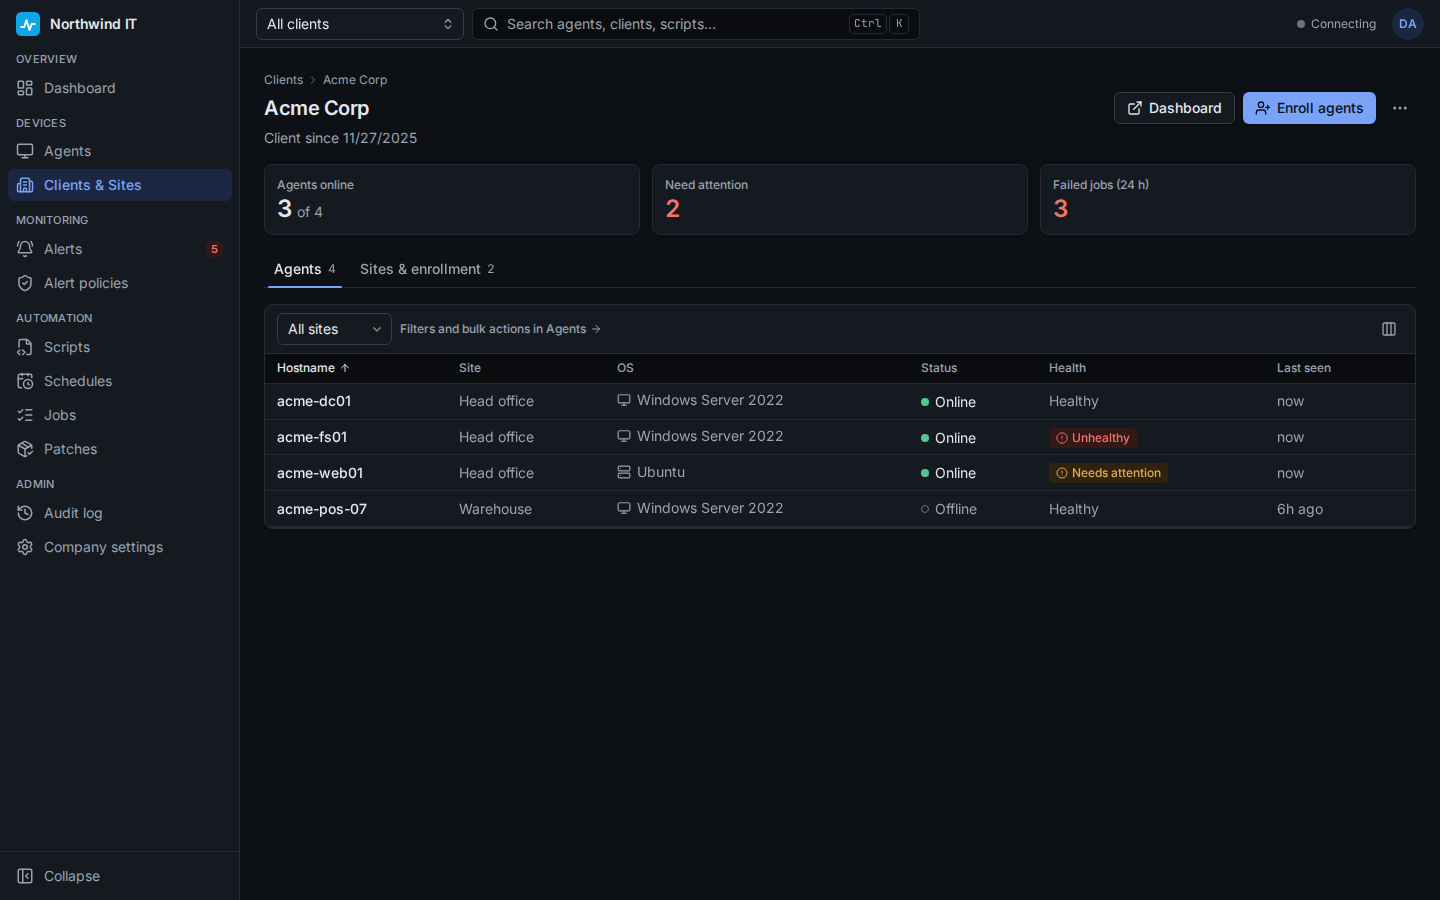 Northwind IT
OVERVIEW
Dashboard
DEVICES
Agents
Clients & Sites
MONITORING
Alerts 5
Alert policies
AUTOMATION
Scripts
Schedules
Jobs
Patches
ADMIN
Audit log
Company settings
Collapse
All clients
Search agents, clients, scripts... Ctrl K
Connecting DA
Clients Acme Corp
Acme Corp
Client since 11/27/2025
Dashboard Enroll agents
Agents online
3 of 4
Need attention
2
Failed jobs (24 h)
3
Agents 4 Sites & enrollment 2
All sites Filters and bulk actions in Agents →
Hostname ↑ Site OS Status Health Last seen
acme-dc01 Head office Windows Server 2022 Online Healthy now
acme-fs01 Head office Windows Server 2022 Online Unhealthy now
acme-web01 Head office Ubuntu Online Needs attention now
acme-pos-07 Warehouse Windows Server 2022 Offline Healthy 6h ago